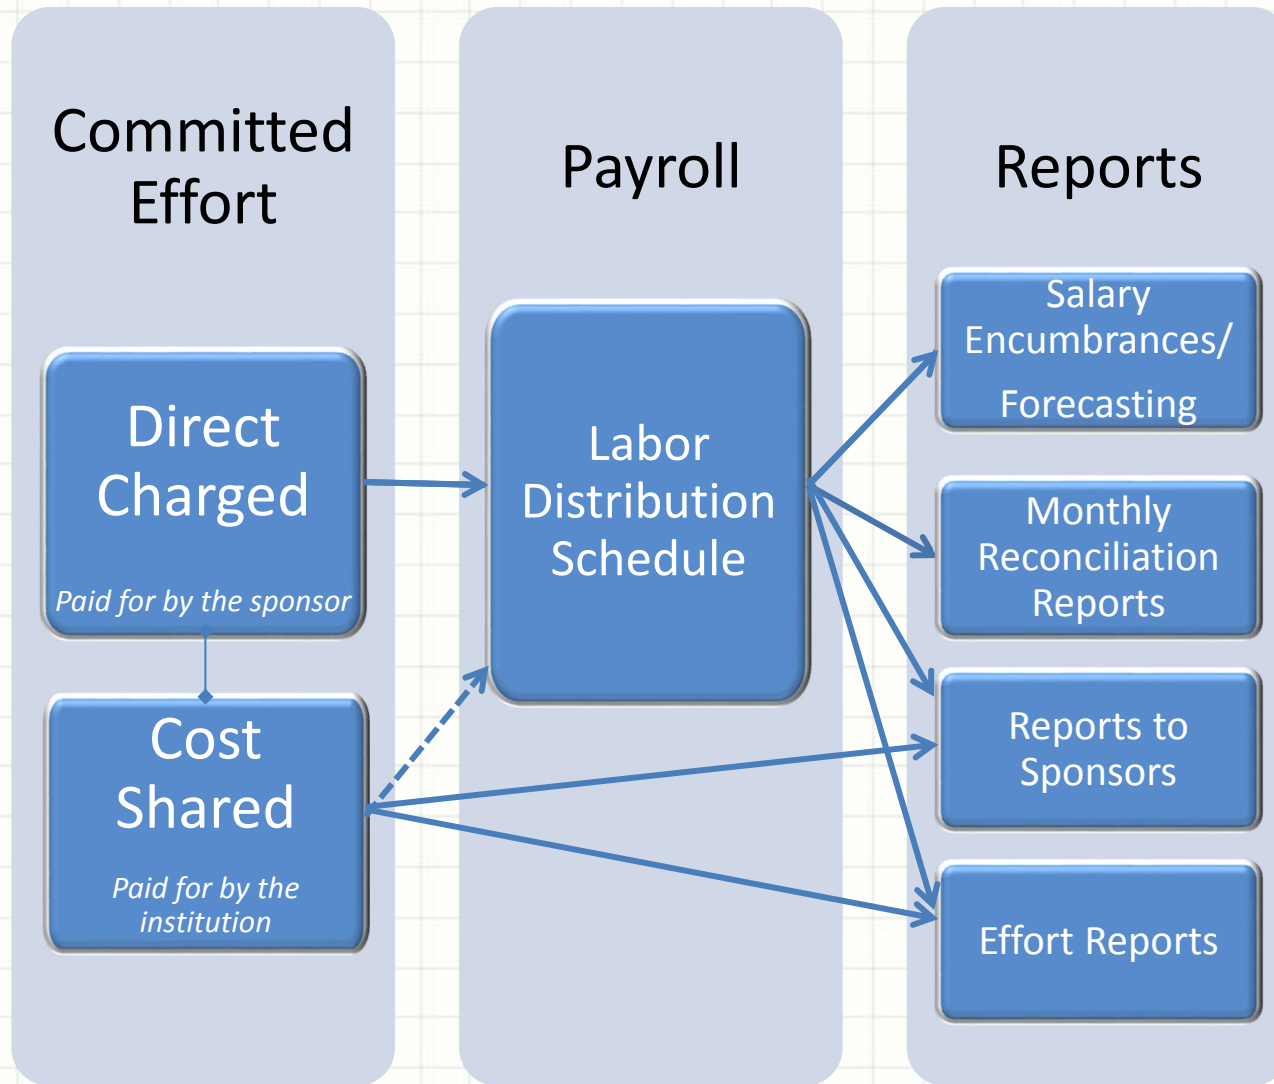 Committed
Effort
Direct
Charged
Paid for by the sponsor
Cost
Shared
Paid for by the
institution
Payroll
Labor
Distribution
Schedule
Reports
Salary
Encumbrances/
Forecasting
Monthly
Reconciliation
Reports
Reports to
Sponsors
Effort Reports